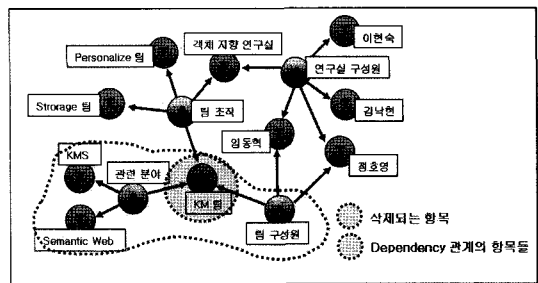 이현숙
객체 지향 연구실
Personalize 팀
연구실 구성원
Strorage 팀
팀 조작
김낙현
임동혁
KMS
관련 분야
정호영
KM 팀
팀 구성원
삭제되는 항목
Semantic Web
Dependency 관계의 항목들